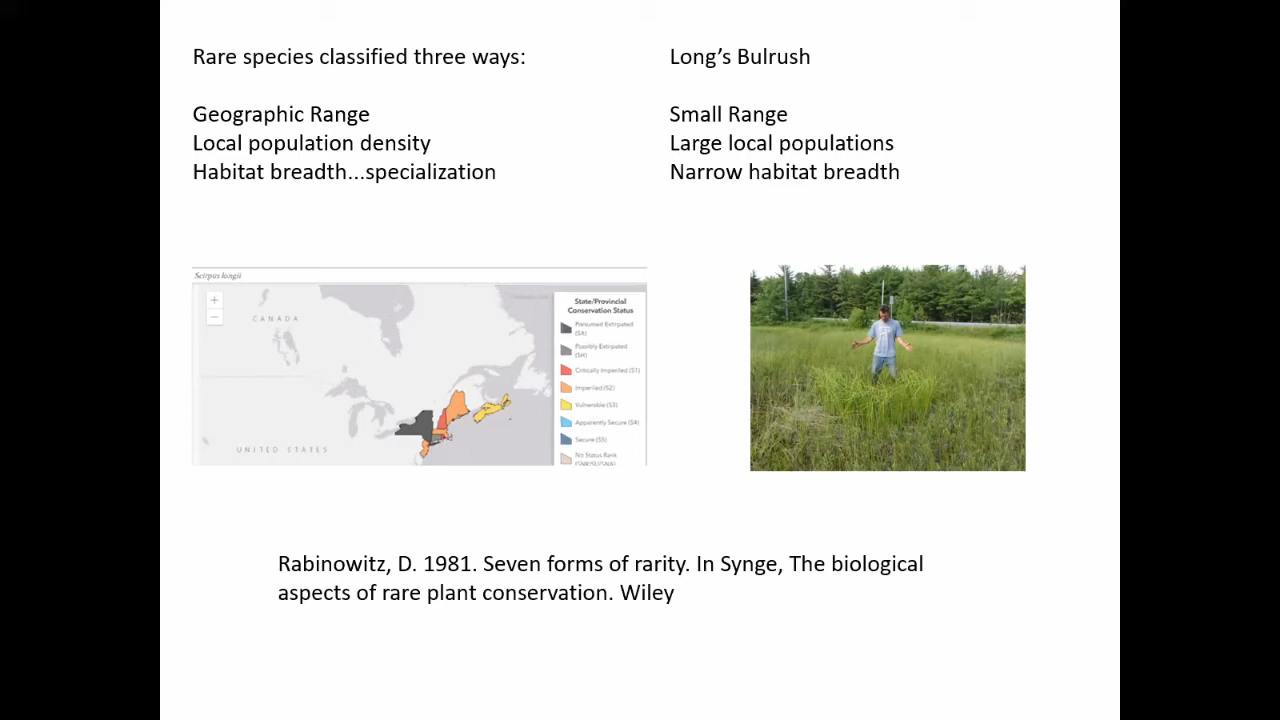 Rare species classified three ways:
Geographic Range
Local population density
Habitat breadth...specialization
Long’s Bulrush
Small Range
Large local populations
Narrow habitat breadth
Scirpus longii
+
−
CANADA
UNITED STATES
State/Provincial
Conservation Status
Presumed Extirpated
(SX)
Possibly Extirpated
(SH)
Critically Imperiled (S1)
Imperiled (S2)
Vulnerable (S3)
Apparently Secure (S4)
Secure (S5)
No Status Rank
(SNR/SU/SNA)
Rabinowitz, D. 1981. Seven forms of rarity. In Synge, The biological
aspects of rare plant conservation. Wiley